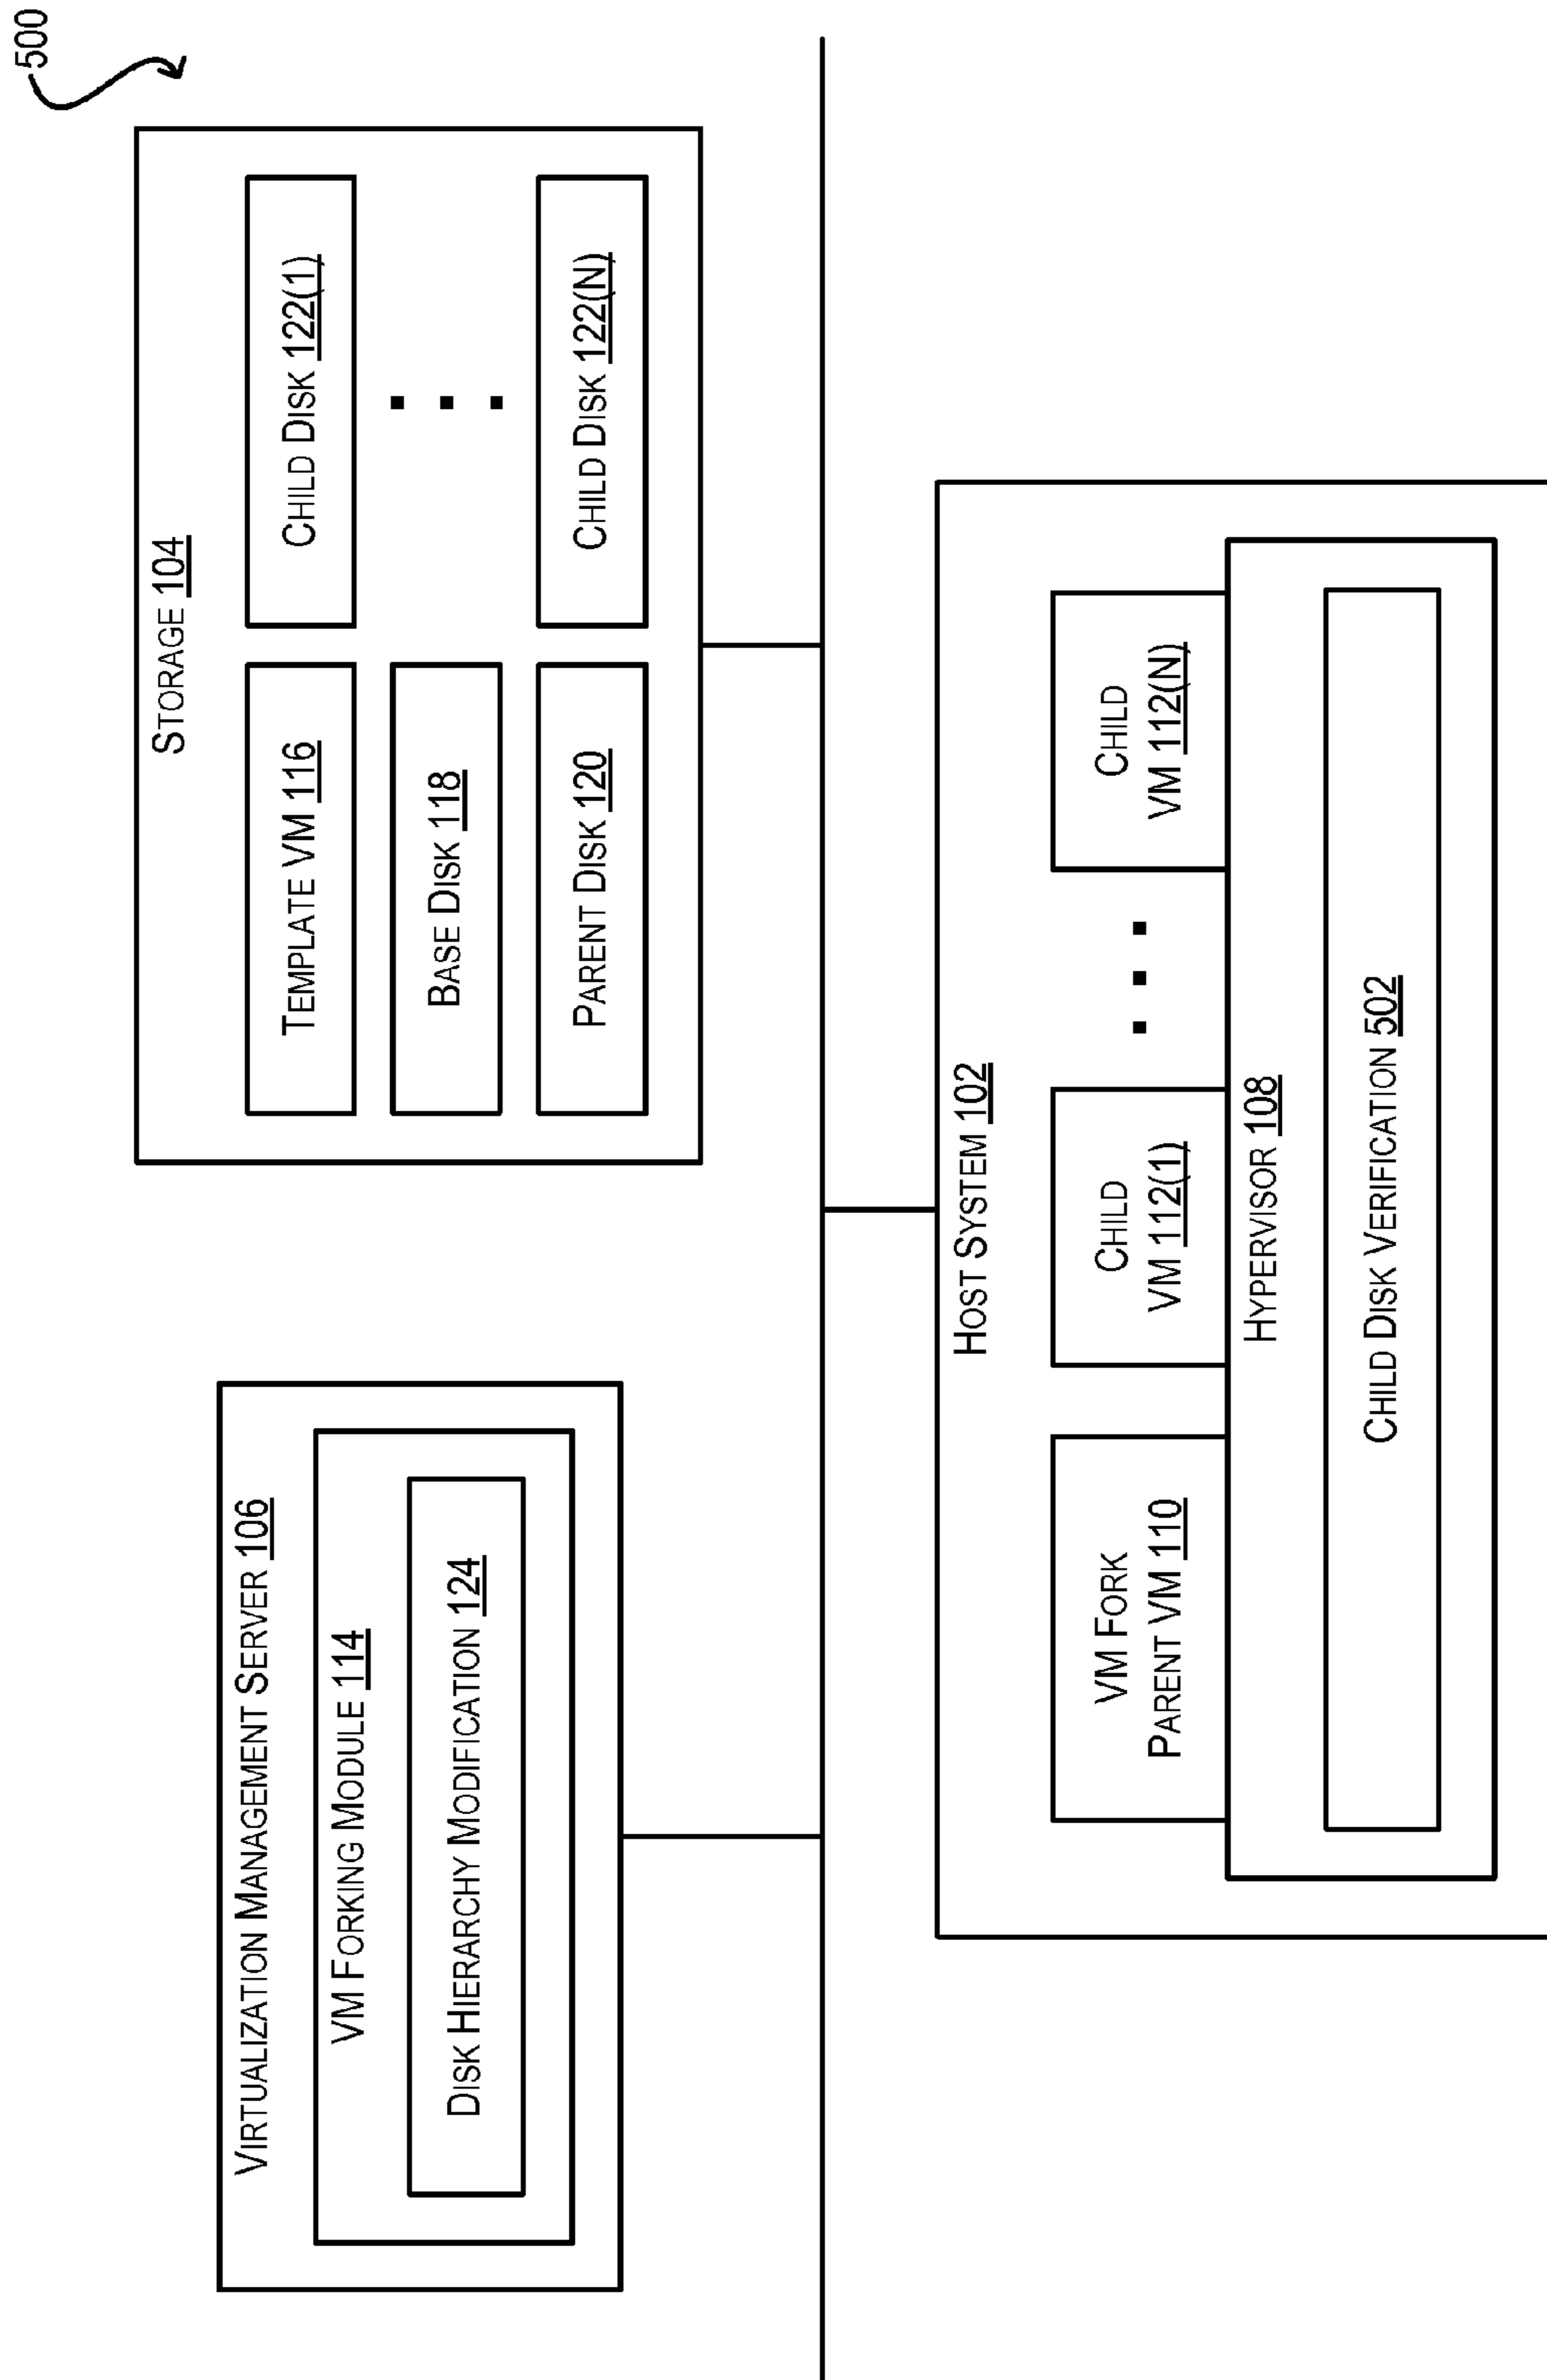 500
VIRTUALIZATION MANAGEMENT SERVER 106
VM FORKING MODULE 114
DISK HIERARCHY MODIFICATION 124
STORAGE 104
TEMPLATE VM 116
CHILD DISK 122(1)
BASE DISK 118
PARENT DISK 120
CHILD DISK 122(N)
HOST SYSTEM 102
VM FORK
PARENT VM 110
CHILD
VM 112(1)
CHILD
VM 112(N)
HYPERVISOR 108
CHILD DISK VERIFICATION 502